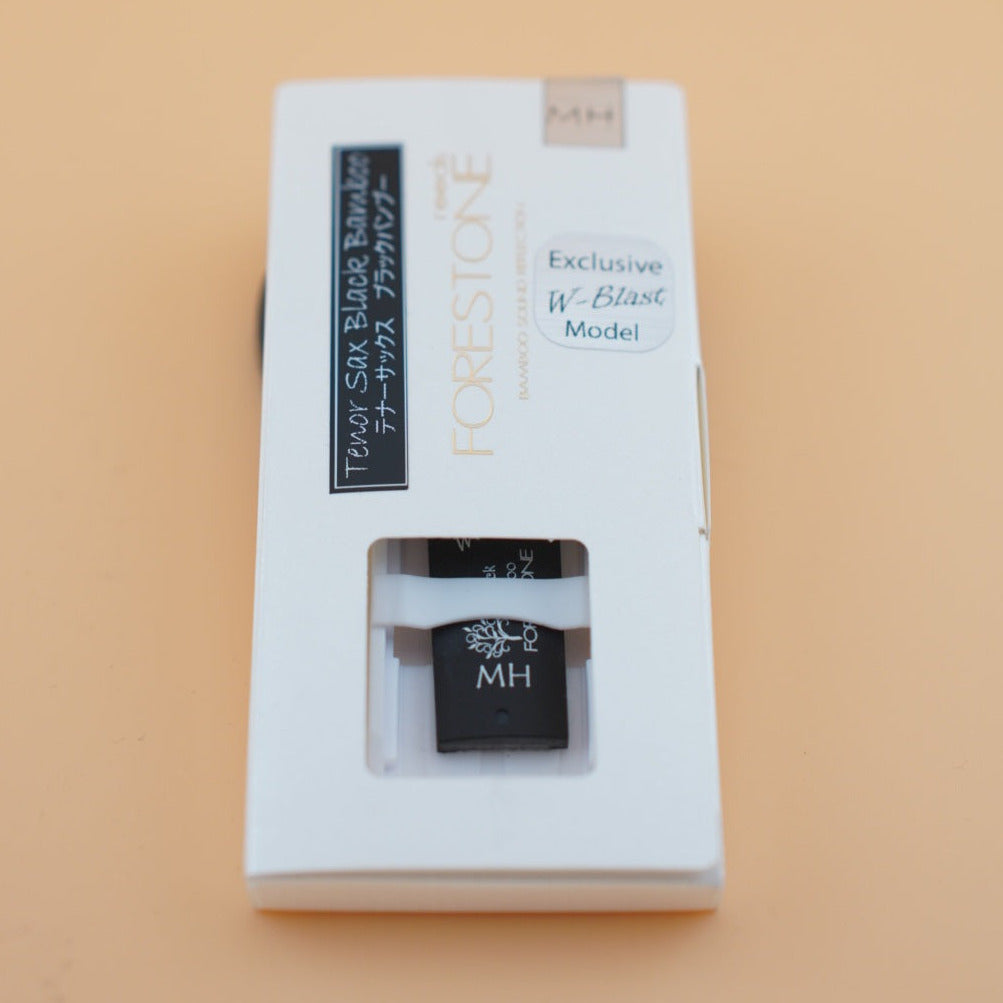 MH
Tenor Sax Black Bamboo
テナーサックス ブラックバンブー
reeds
FORESTONE
BAMBOO SOUND REFLECTION
Exclusive
W-Blast
Model
MH